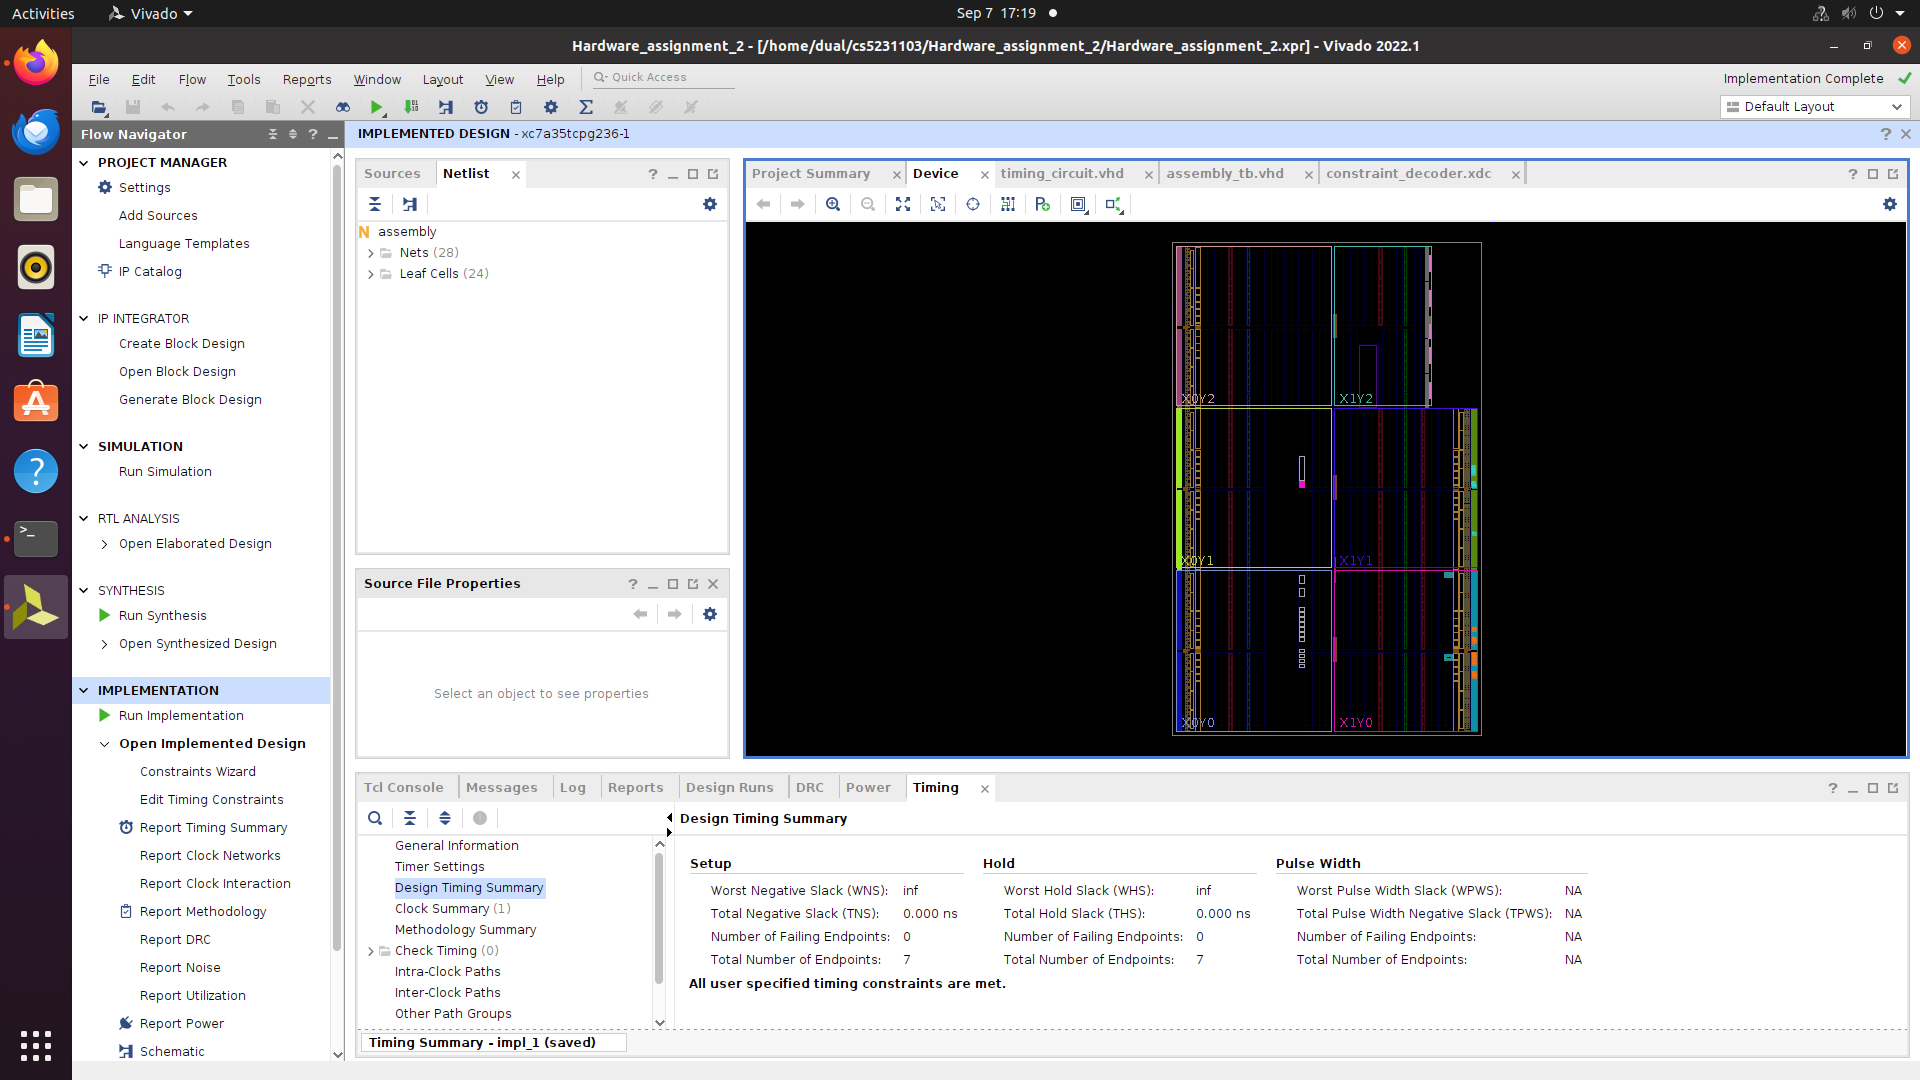 Activities
Vivado
Sep 7 17:19
Hardware_assignment_2 - [/home/dual/cs5231103/Hardware_assignment_2/Hardware_assignment_2.xpr] - Vivado 2022.1
File Edit Flow Tools Reports Window Layout View Help
Quick Access
Implementation Complete
Default Layout
Flow Navigator
IMPLEMENTED DESIGN - xc7a35tcpg236-1
PROJECT MANAGER
Settings
Add Sources
Language Templates
IP Catalog
IP INTEGRATOR
Create Block Design
Open Block Design
Generate Block Design
SIMULATION
Run Simulation
RTL ANALYSIS
Open Elaborated Design
SYNTHESIS
Run Synthesis
Open Synthesized Design
IMPLEMENTATION
Run Implementation
Open Implemented Design
Constraints Wizard
Edit Timing Constraints
Report Timing Summary
Report Clock Networks
Report Clock Interaction
Report Methodology
Report DRC
Report Noise
Report Utilization
Report Power
Schematic
Sources Netlist
N assembly
Nets (28)
Leaf Cells (24)
Source File Properties
Select an object to see properties
Project Summary Device timing_circuit.vhd assembly_tb.vhd constraint_decoder.xdc
X0Y2 X1Y2
X0Y1 X1Y1
X0Y0 X1Y0
Tcl Console Messages Log Reports Design Runs DRC Power Timing
General Information
Timer Settings
Design Timing Summary
Clock Summary (1)
Methodology Summary
Check Timing (0)
Intra-Clock Paths
Inter-Clock Paths
Other Path Groups
Design Timing Summary
Setup Hold Pulse Width
Worst Negative Slack (WNS): inf Worst Hold Slack (WHS): inf Worst Pulse Width Slack (WPWS): NA
Total Negative Slack (TNS): 0.000 ns Total Hold Slack (THS): 0.000 ns Total Pulse Width Negative Slack (TPWS): NA
Number of Failing Endpoints: 0 Number of Failing Endpoints: 0 Number of Failing Endpoints: NA
Total Number of Endpoints: 7 Total Number of Endpoints: 7 Total Number of Endpoints: NA
All user specified timing constraints are met.
Timing Summary - impl_1 (saved)